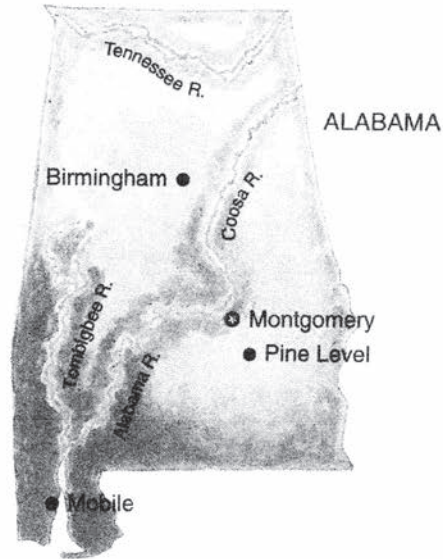 Tennessee R.
ALABAMA
Birmingham
Coosa R.
Montgomery
Tombigbee R.
Pine Level
Alabama R.
Mobile